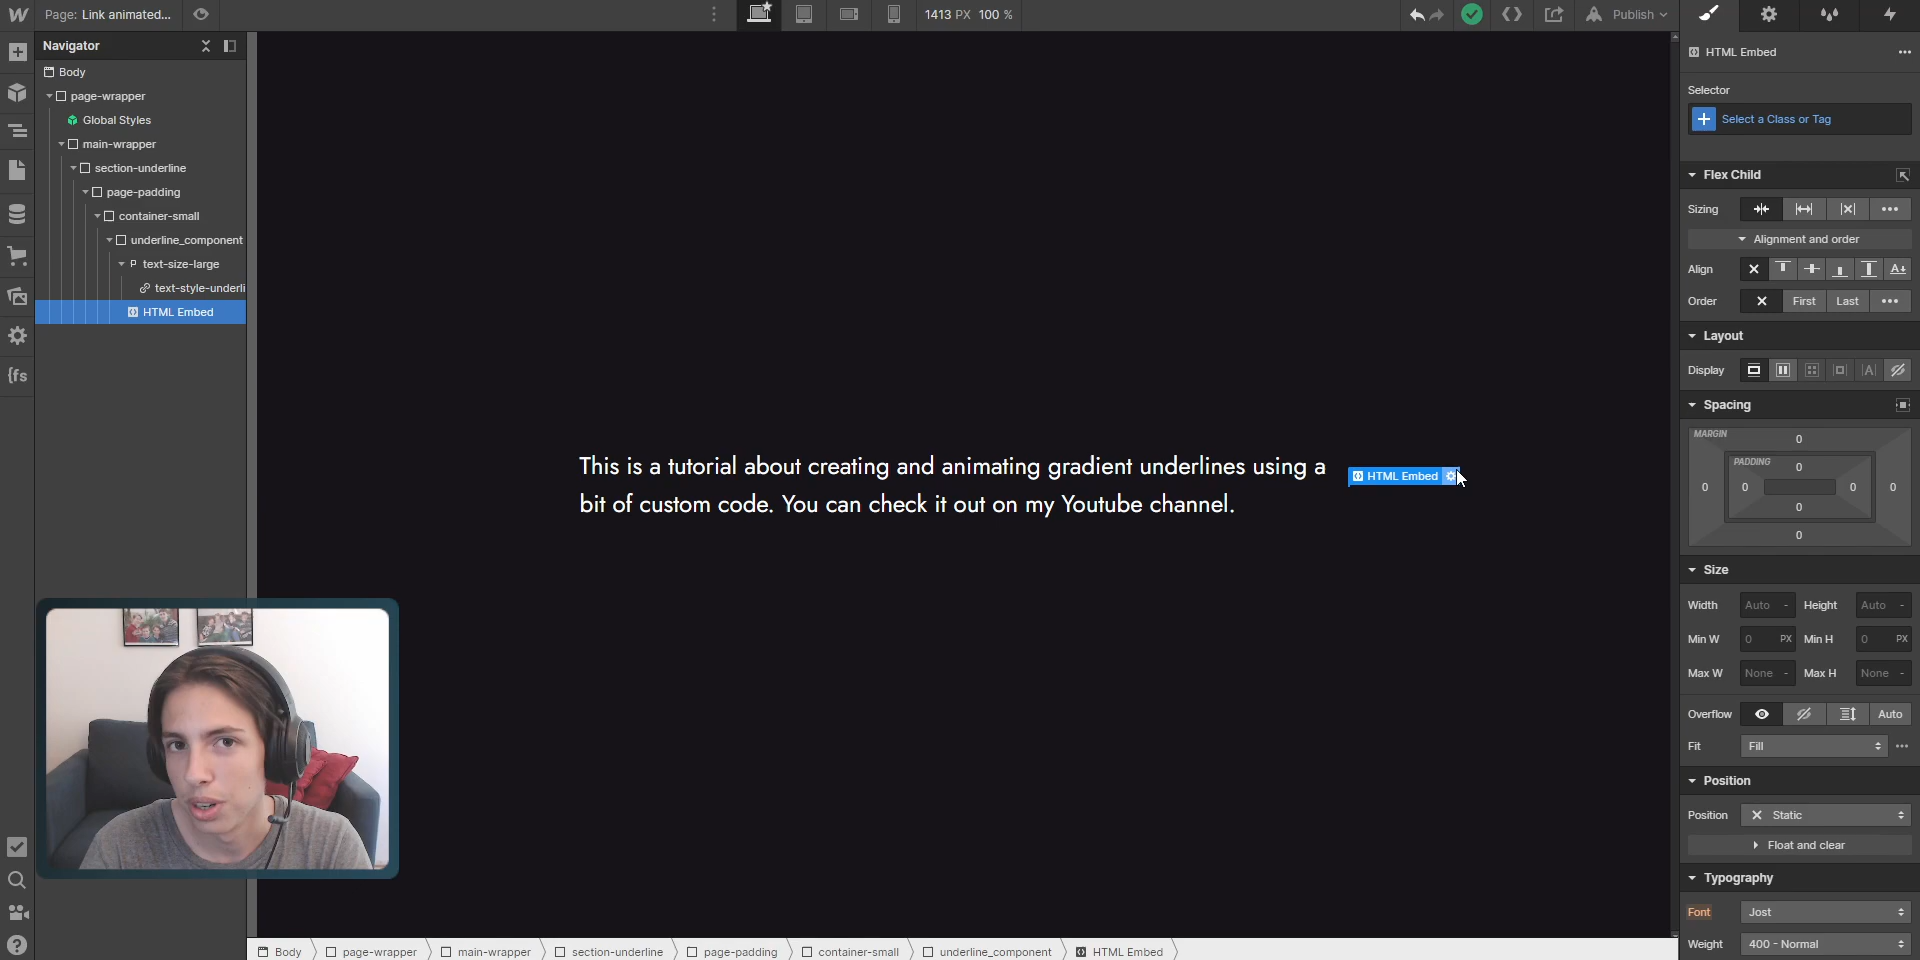 Page: Link animated...
1413 PX 100 %
Publish
Navigator
Body
page-wrapper
Global Styles
main-wrapper
section-underline
page-padding
container-small
underline_component
P text-size-large
text-style-underli
HTML Embed
{fs
This is a tutorial about creating and animating gradient underlines using a
bit of custom code. You can check it out on my Youtube channel.
HTML Embed
HTML Embed
Selector
Select a Class or Tag
Flex Child
Sizing
Alignment and order
Align
Order First Last
Layout
Display
Spacing
MARGIN
0
PADDING
0
0 0 0 0
0
0
Size
Width Auto - Height Auto -
Min W 0 PX Min H 0 PX
Max W None - Max H None -
Overflow Auto
Fit Fill
Position
Position Static
Float and clear
Typography
Font Jost
Weight 400 - Normal
Body page-wrapper main-wrapper section-underline page-padding container-small underline_component HTML Embed